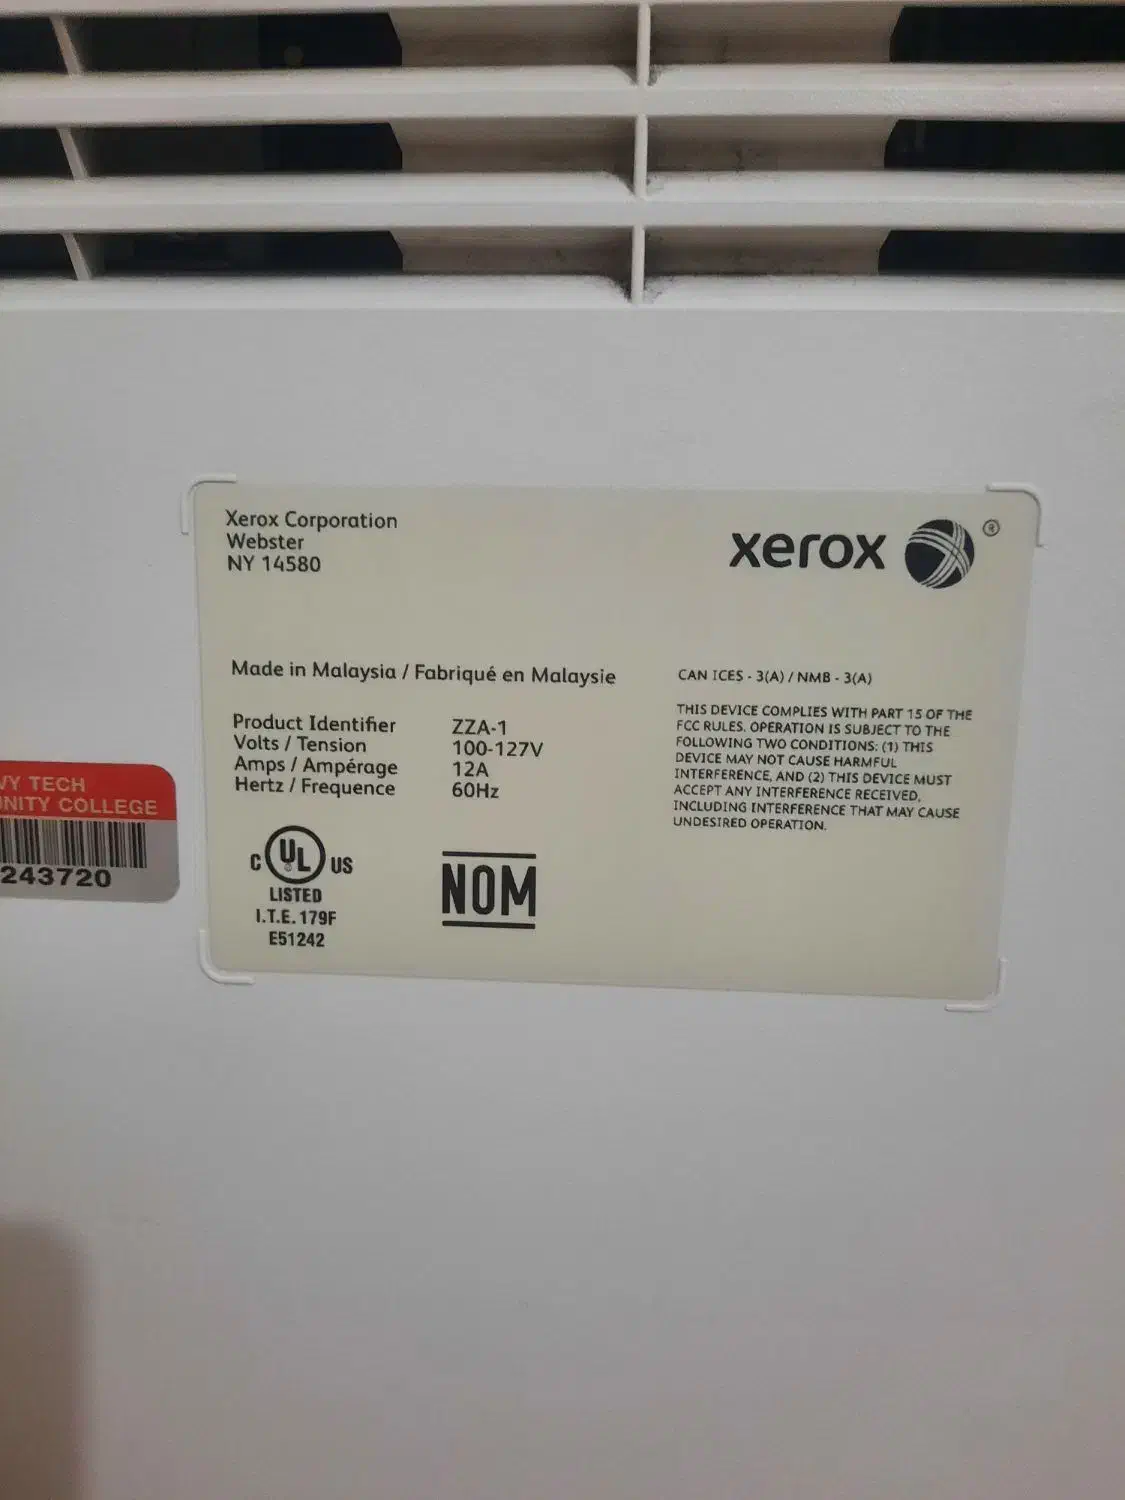 Xerox Corporation
Webster
NY 14580
xerox ®
Made in Malaysia / Fabriqué en Malaysie
Product Identifier ZZA-1
Volts / Tension 100-127V
Amps / Ampérage 12A
Hertz / Frequence 60Hz
C UL ® US
LISTED
I.T.E. 179F
E51242
NOM
CAN ICES - 3(A) / NMB - 3(A)
THIS DEVICE COMPLIES WITH PART 15 OF THE
FCC RULES. OPERATION IS SUBJECT TO THE
FOLLOWING TWO CONDITIONS: (1) THIS
DEVICE MAY NOT CAUSE HARMFUL
INTERFERENCE, AND (2) THIS DEVICE MUST
ACCEPT ANY INTERFERENCE RECEIVED,
INCLUDING INTERFERENCE THAT MAY CAUSE
UNDESIRED OPERATION.
VY TECH
UNITY COLLEGE
243720